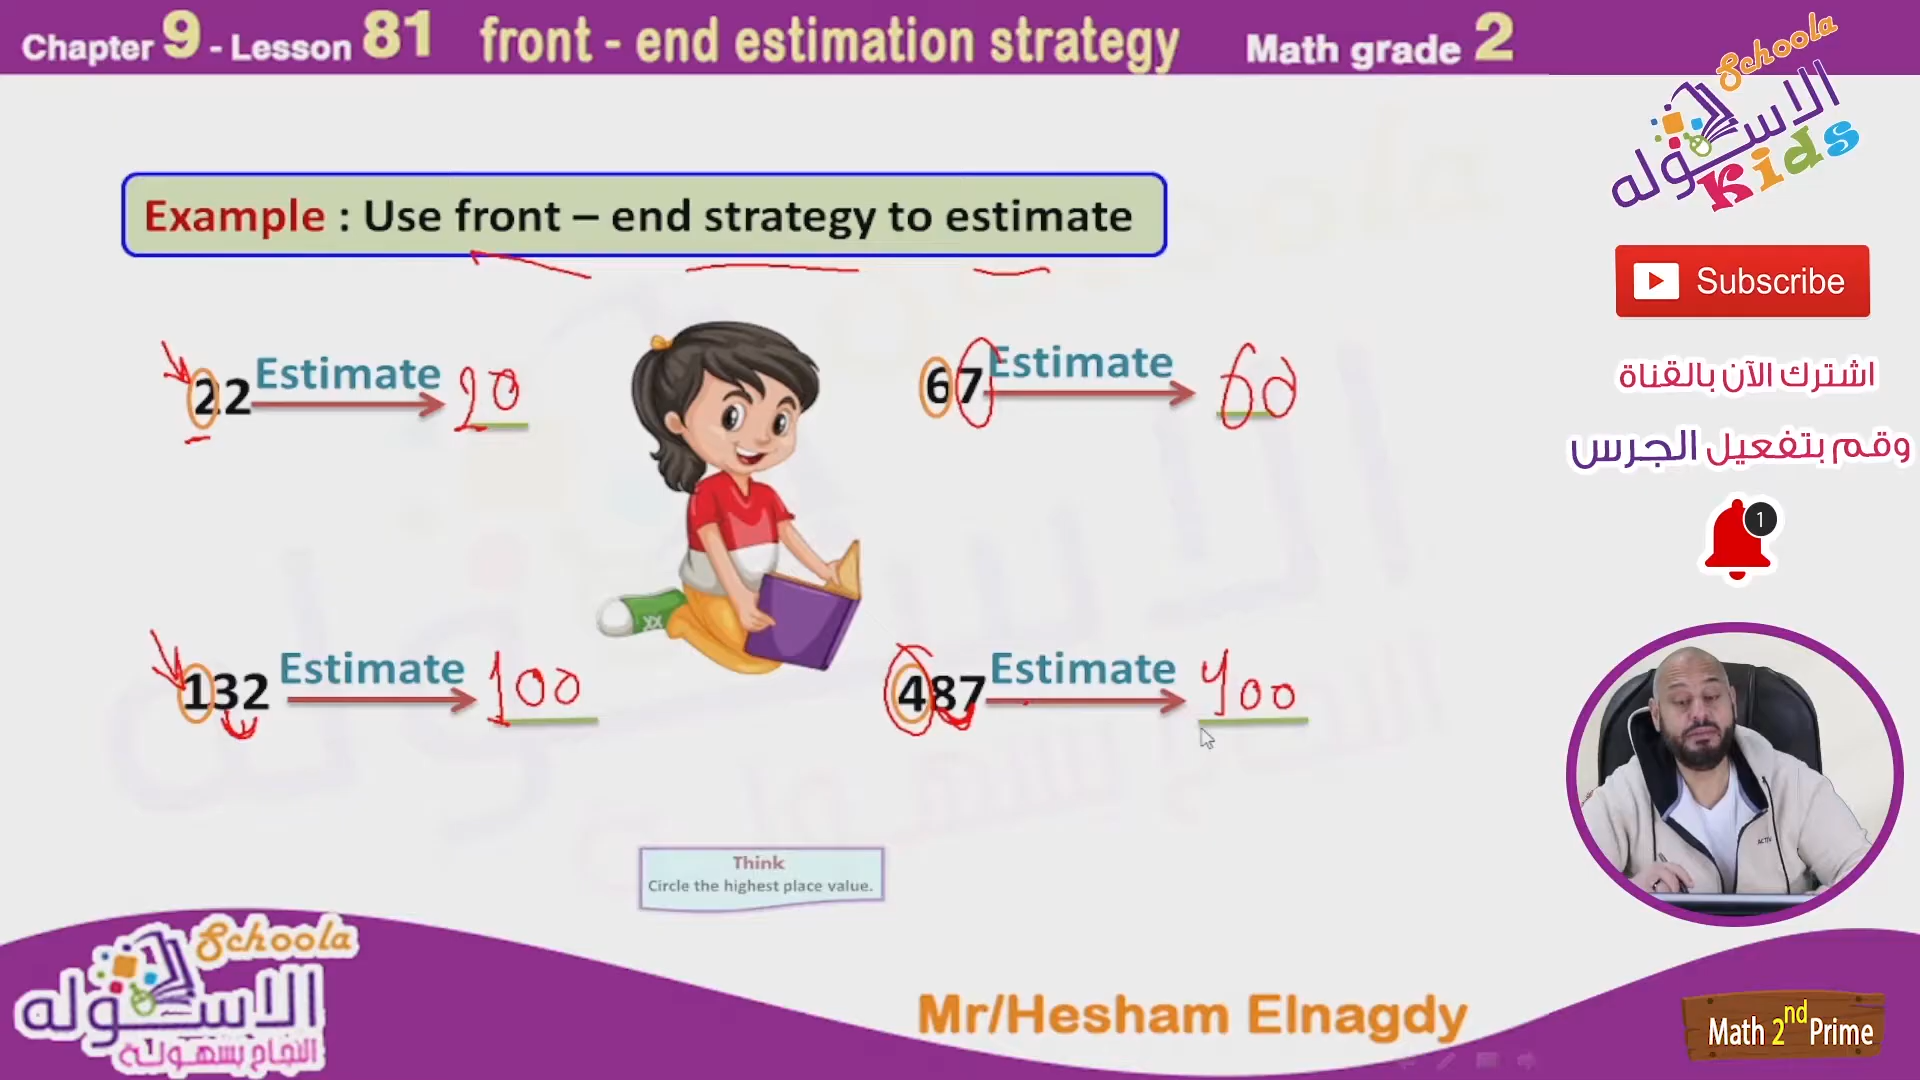 Chapter 9 - Lesson 81 front - end estimation strategy Math grade 2
Schoola
الاسكوله
Kids
Example : Use front – end strategy to estimate
Subscribe
اشترك الآن بالقناة
وقم بتفعيل الجرس
1
22 Estimate 20
67 Estimate 60
132 Estimate 100
487 Estimate 400
Think
Circle the highest place value.
Schoola
الاسكوله
النجاح بسهولة
Mr/Hesham Elnagdy
Math 2nd Prime